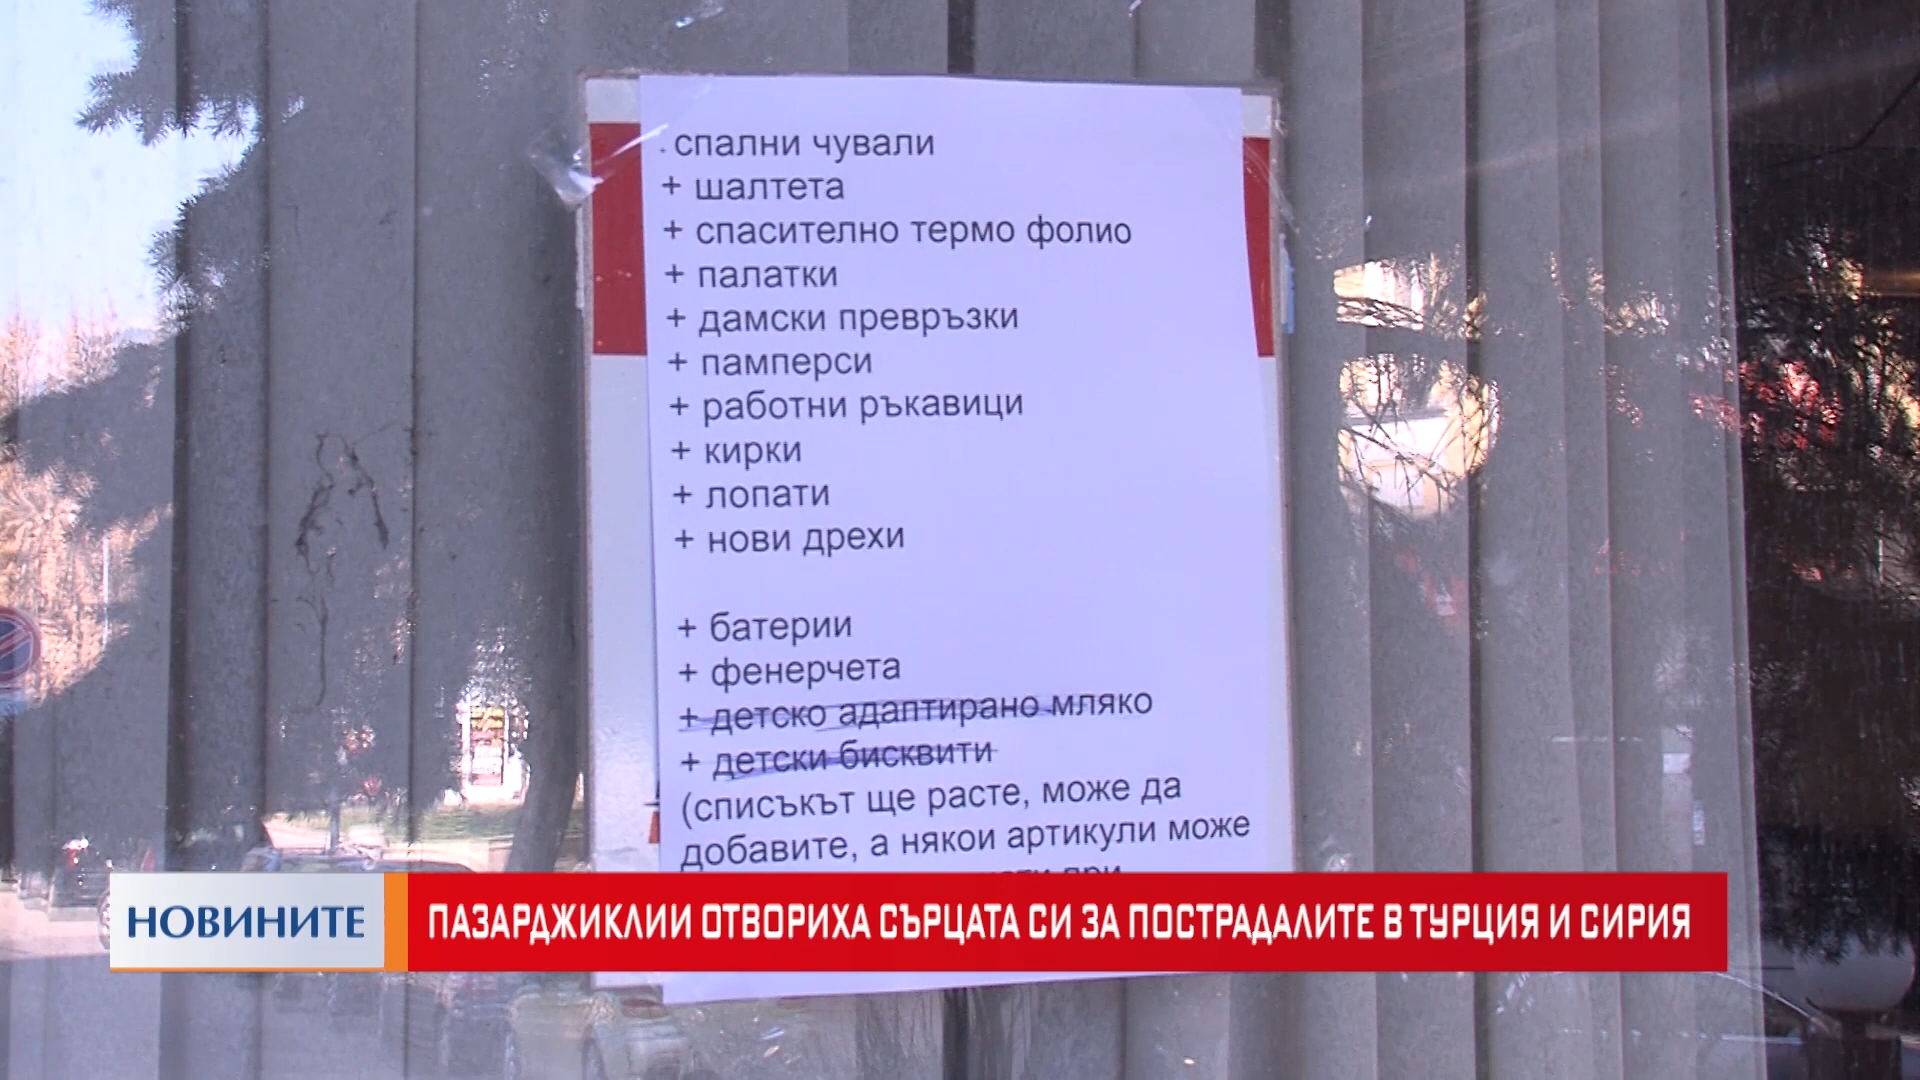 спални чували
+ шалтета
+ спасително термо фолио
+ палатки
+ дамски превръзки
+ памперси
+ работни ръкавици
+ кирки
+ лопати
+ нови дрехи
+ батерии
+ фенерчета
+ детско адаптирано мляко
+ детски бисквити
(списъкът ще расте, може да
добавите, а някои артикули може
при
НОВИНИТЕ
ПАЗАРДЖИКЛИИ ОТВОРИХА СЪРЦАТА СИ ЗА ПОСТРАДАЛИТЕ В ТУРЦИЯ И СИРИЯ